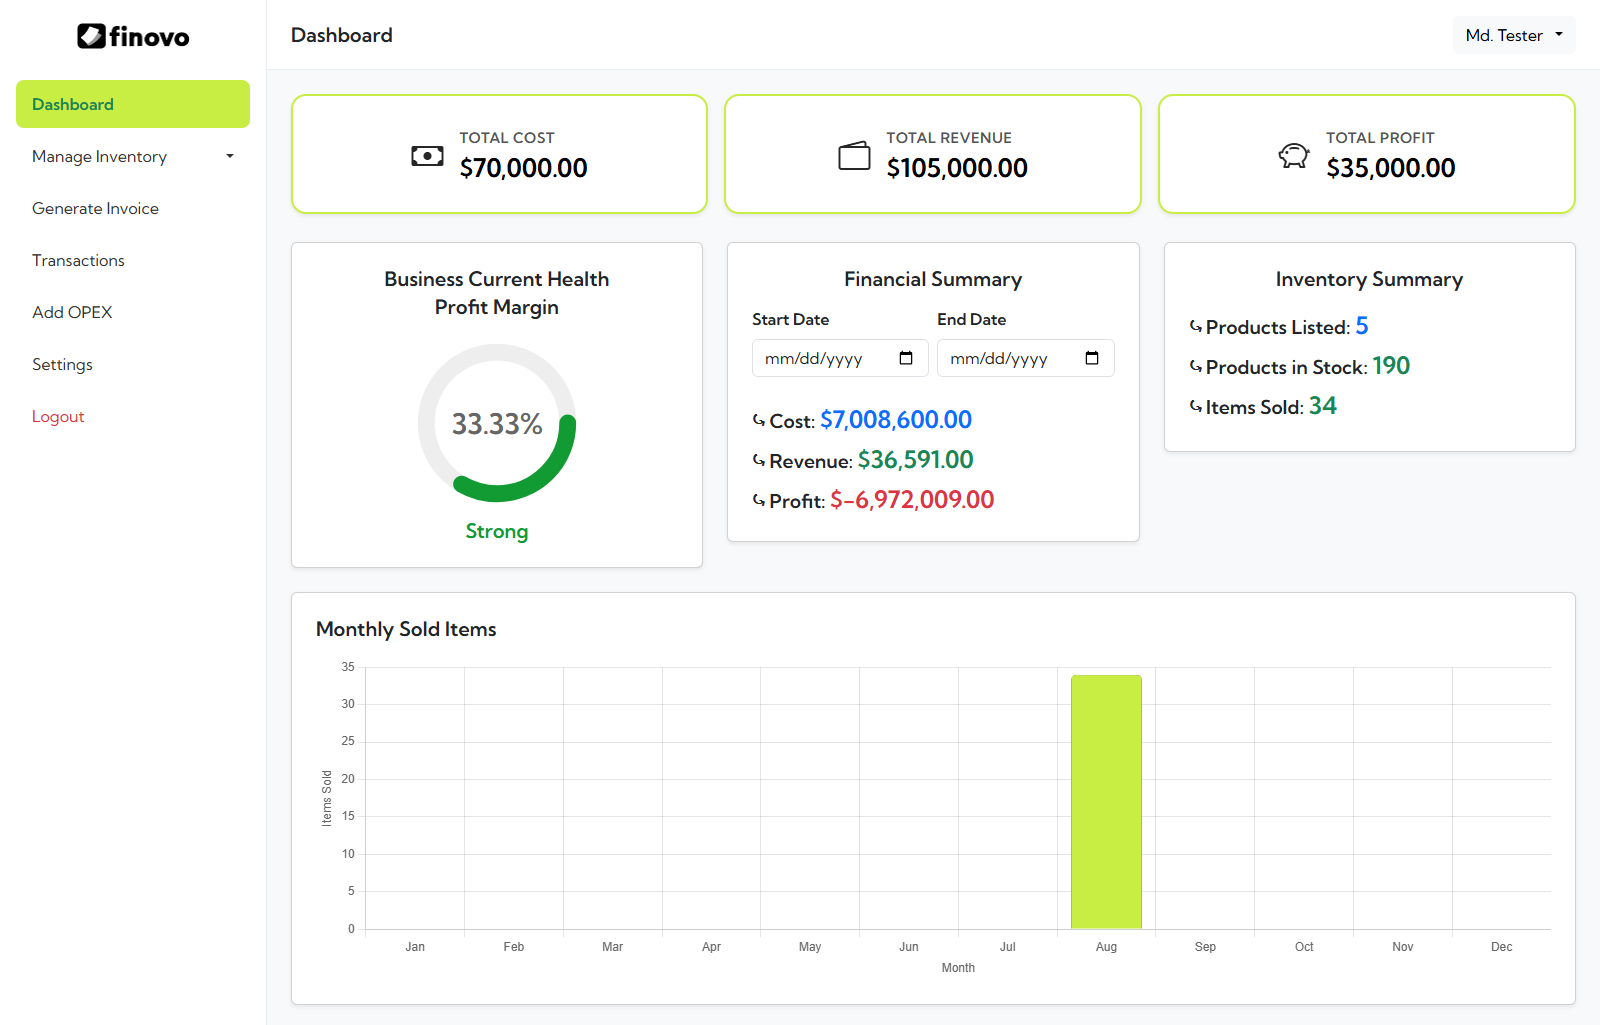 finovo
Dashboard
Md. Tester
Dashboard
Manage Inventory
Generate Invoice
Transactions
Add OPEX
Settings
Logout
TOTAL COST
$70,000.00
TOTAL REVENUE
$105,000.00
TOTAL PROFIT
$35,000.00
Business Current Health
Profit Margin
33.33%
Strong
Financial Summary
Start Date
End Date
mm/dd/yyyy
mm/dd/yyyy
Cost: $7,008,600.00
Revenue: $36,591.00
Profit: $-6,972,009.00
Inventory Summary
Products Listed: 5
Products in Stock: 190
Items Sold: 34
Monthly Sold Items
35
30
25
20
15
10
5
0
Items Sold
Jan Feb Mar Apr May Jun Jul Aug Sep Oct Nov Dec
Month